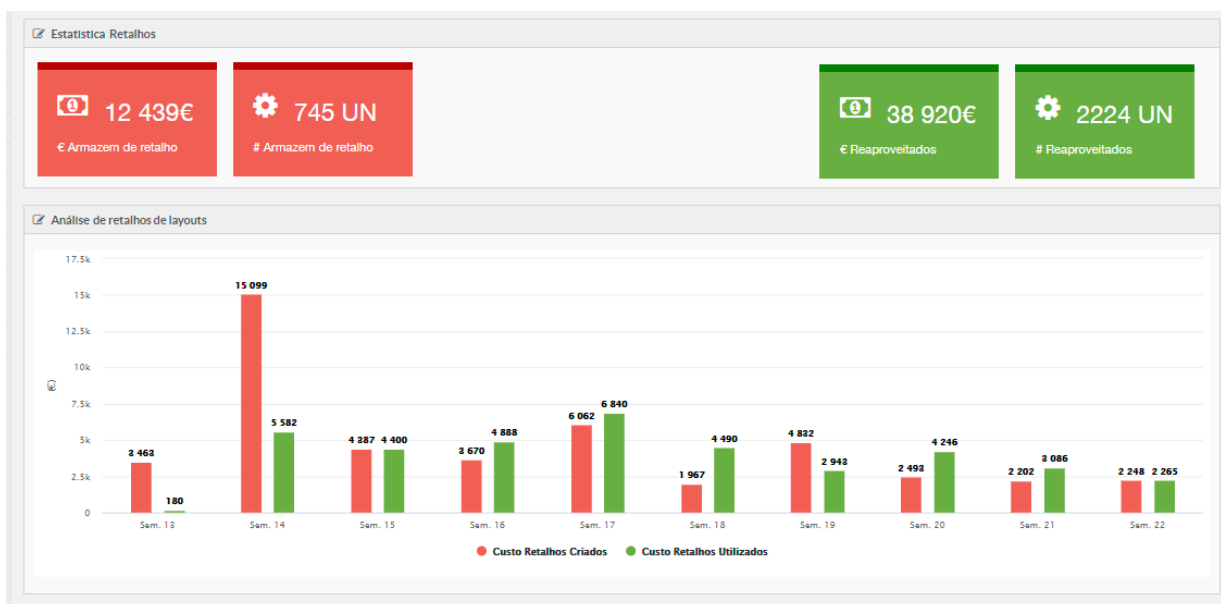 Estatistica Retalhos
12 439€
€ Armazem de retalho
745 UN
# Armazem de retalho
38 920€
€ Reaproveitados
2224 UN
# Reaproveitados
Análise de retalhos de layouts
17.5k
15k
12.5k
10k
7.5k
5k
2.5k
0
(€)
3 463
180
15 099
5 582
4 387
4 400
3 670
4 888
6 062
6 840
1 967
4 490
4 832
2 943
2 493
4 246
2 202
3 086
2 248
2 265
Sem. 13
Sem. 14
Sem. 15
Sem. 16
Sem. 17
Sem. 18
Sem. 19
Sem. 20
Sem. 21
Sem. 22
Custo Retalhos Criados
Custo Retalhos Utilizados